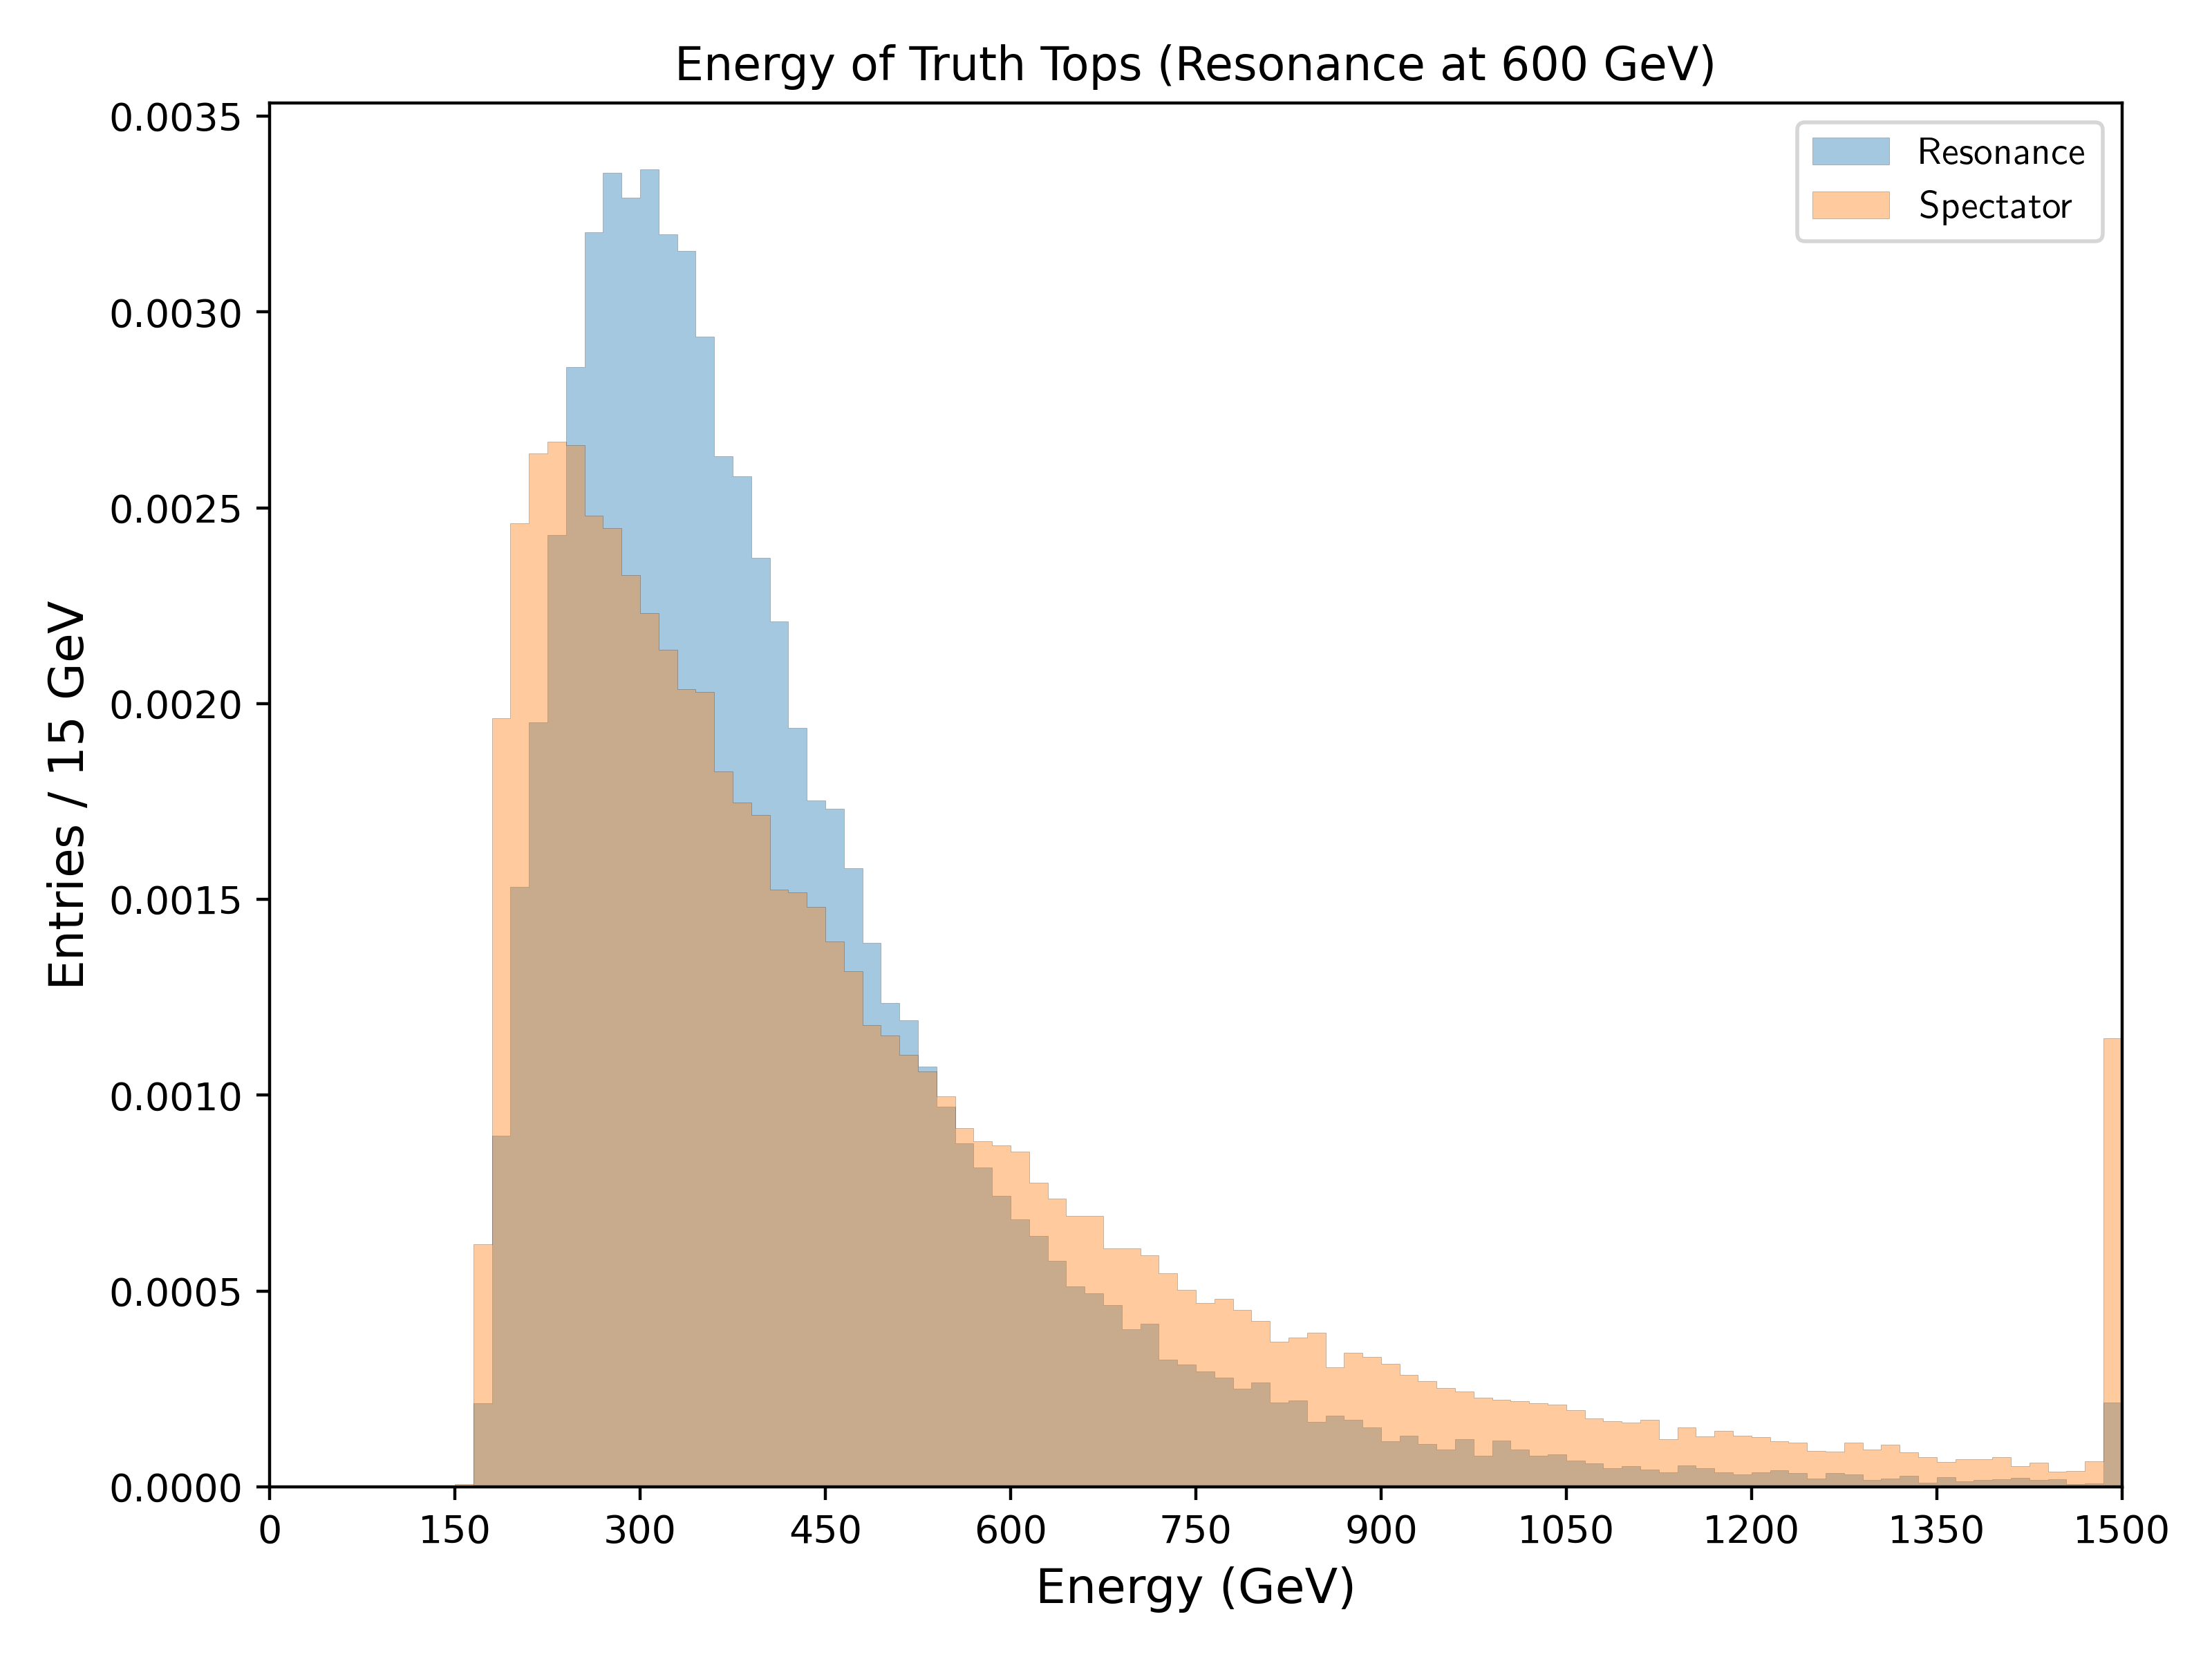 Energy of Truth Tops (Resonance at 600 GeV)
Resonance
Spectator
Entries / 15 GeV
0.0035
0.0030
0.0025
0.0020
0.0015
0.0010
0.0005
0.0000
0 150 300 450 600 750 900 1050 1200 1350 1500
Energy (GeV)